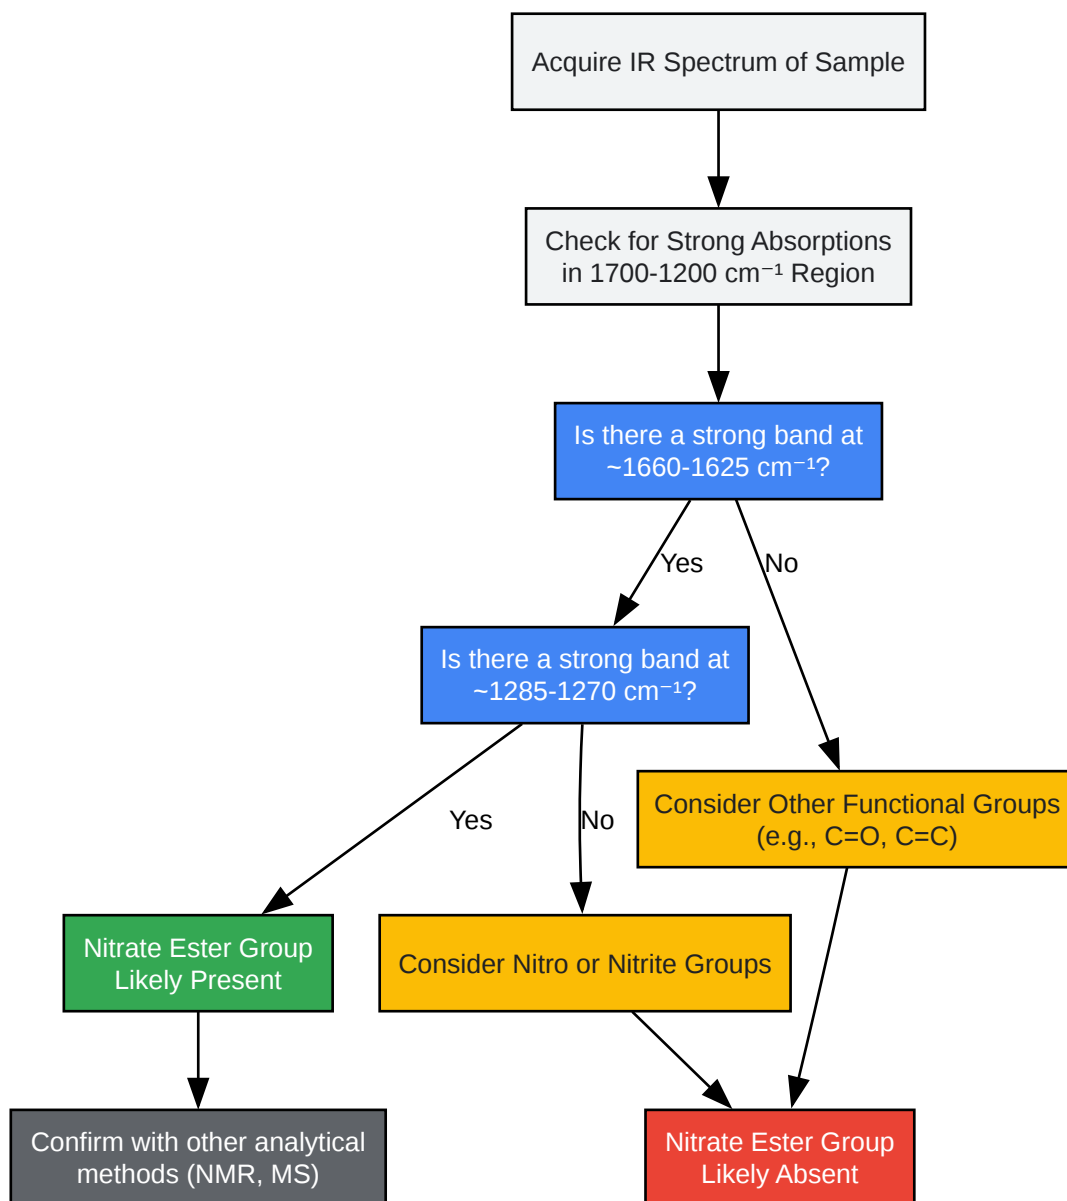 Acquire IR Spectrum of Sample
Check for Strong Absorptions
in 1700-1200 cm⁻¹ Region
Is there a strong band at
~1660-1625 cm⁻¹?
Yes
No
Is there a strong band at
~1285-1270 cm⁻¹?
Consider Other Functional Groups
(e.g., C=O, C=C)
Yes
No
Nitrate Ester Group
Likely Present
Consider Nitro or Nitrite Groups
Confirm with other analytical
methods (NMR, MS)
Nitrate Ester Group
Likely Absent